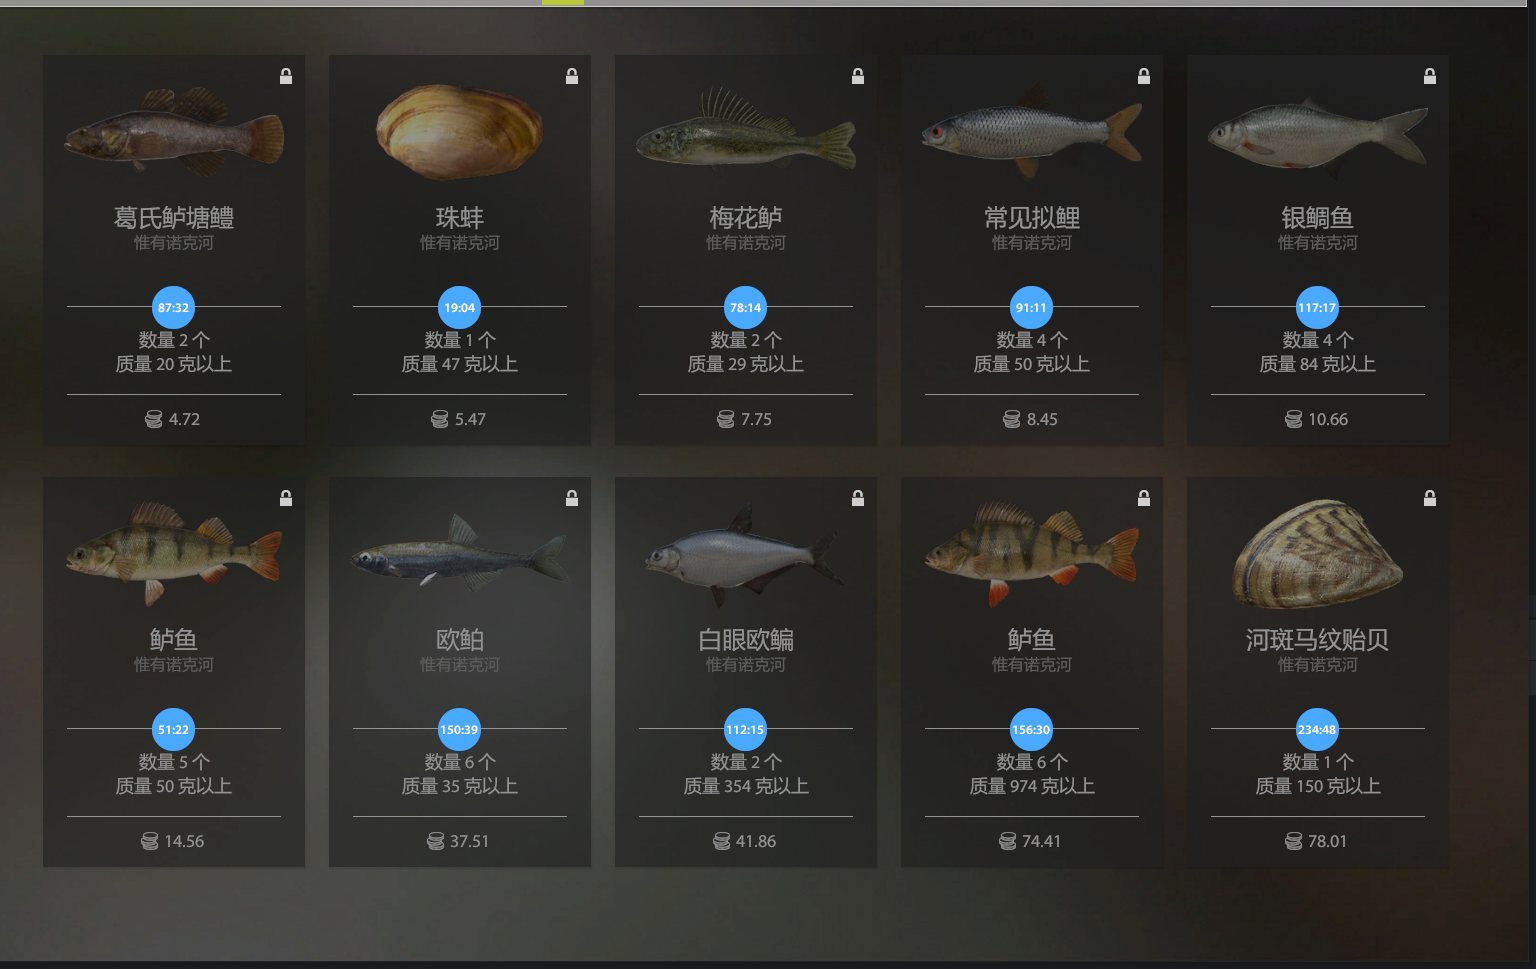 葛氏鲈塘鳢
惟有诺克河
87:32
数量 2 个
质量 20 克以上
4.72
珠蚌
惟有诺克河
19:04
数量 1 个
质量 47 克以上
5.47
梅花鲈
惟有诺克河
78:14
数量 2 个
质量 29 克以上
7.75
常见拟鲤
惟有诺克河
91:11
数量 4 个
质量 50 克以上
8.45
银鲷鱼
惟有诺克河
117:17
数量 4 个
质量 84 克以上
10.66
鲈鱼
惟有诺克河
51:22
数量 5 个
质量 50 克以上
14.56
欧鲌
惟有诺克河
150:39
数量 6 个
质量 35 克以上
37.51
白眼欧鳊
惟有诺克河
112:15
数量 2 个
质量 354 克以上
41.86
鲈鱼
惟有诺克河
156:30
数量 6 个
质量 974 克以上
74.41
河斑马纹贻贝
惟有诺克河
234:48
数量 1 个
质量 150 克以上
78.01